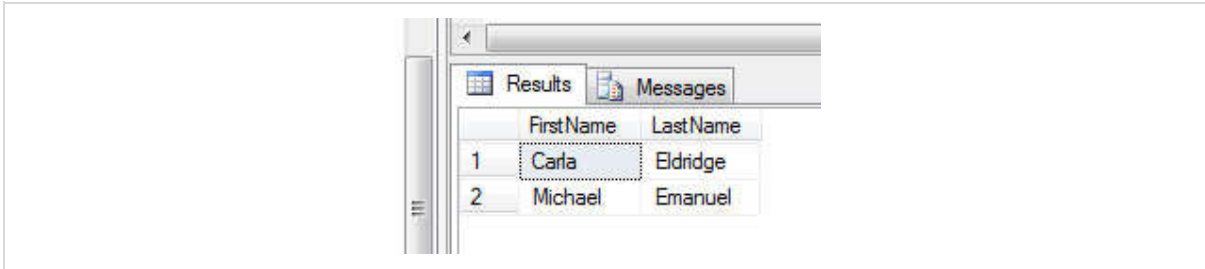 Results Messages
FirstName LastName
1 Carla Eldridge
2 Michael Emanuel